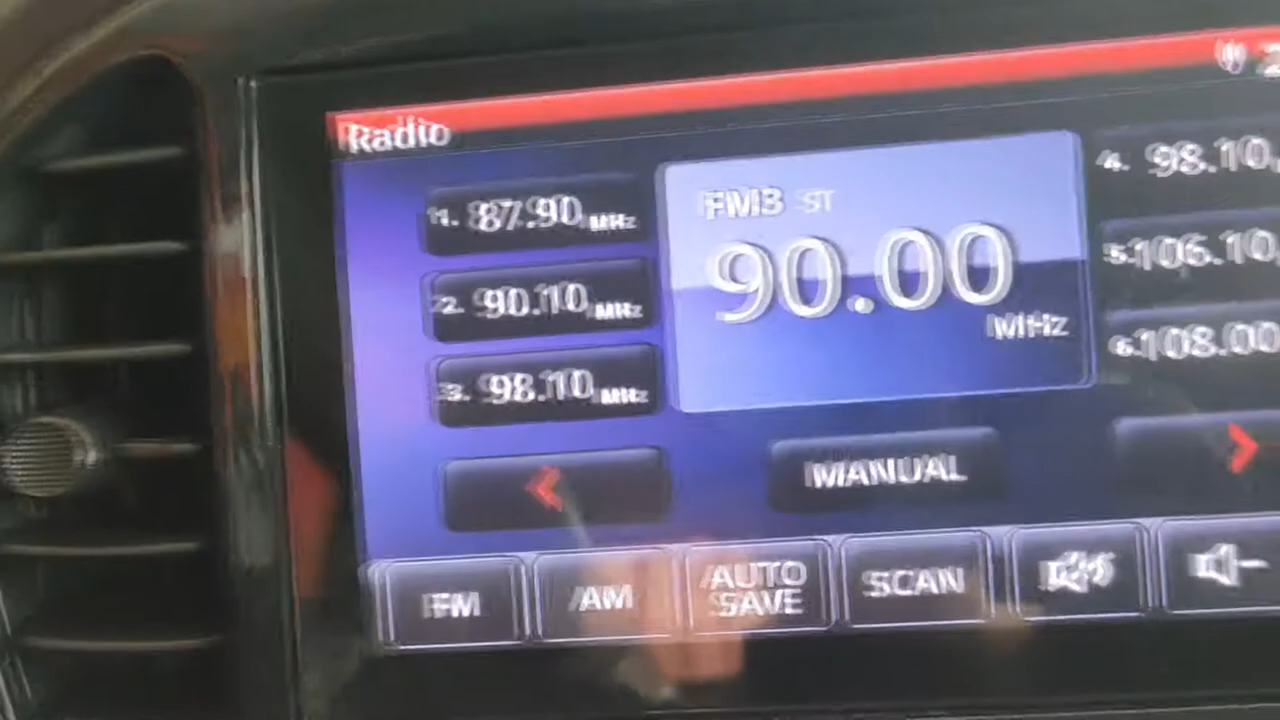 Radio
1. 87.90 MHz
2. 90.10 MHz
3. 98.10 MHz
FM3 ST
90.00
MHz
4. 98.10
5. 106.10
6. 108.00
MANUAL
FM
AM
AUTO
SAVE
SCAN